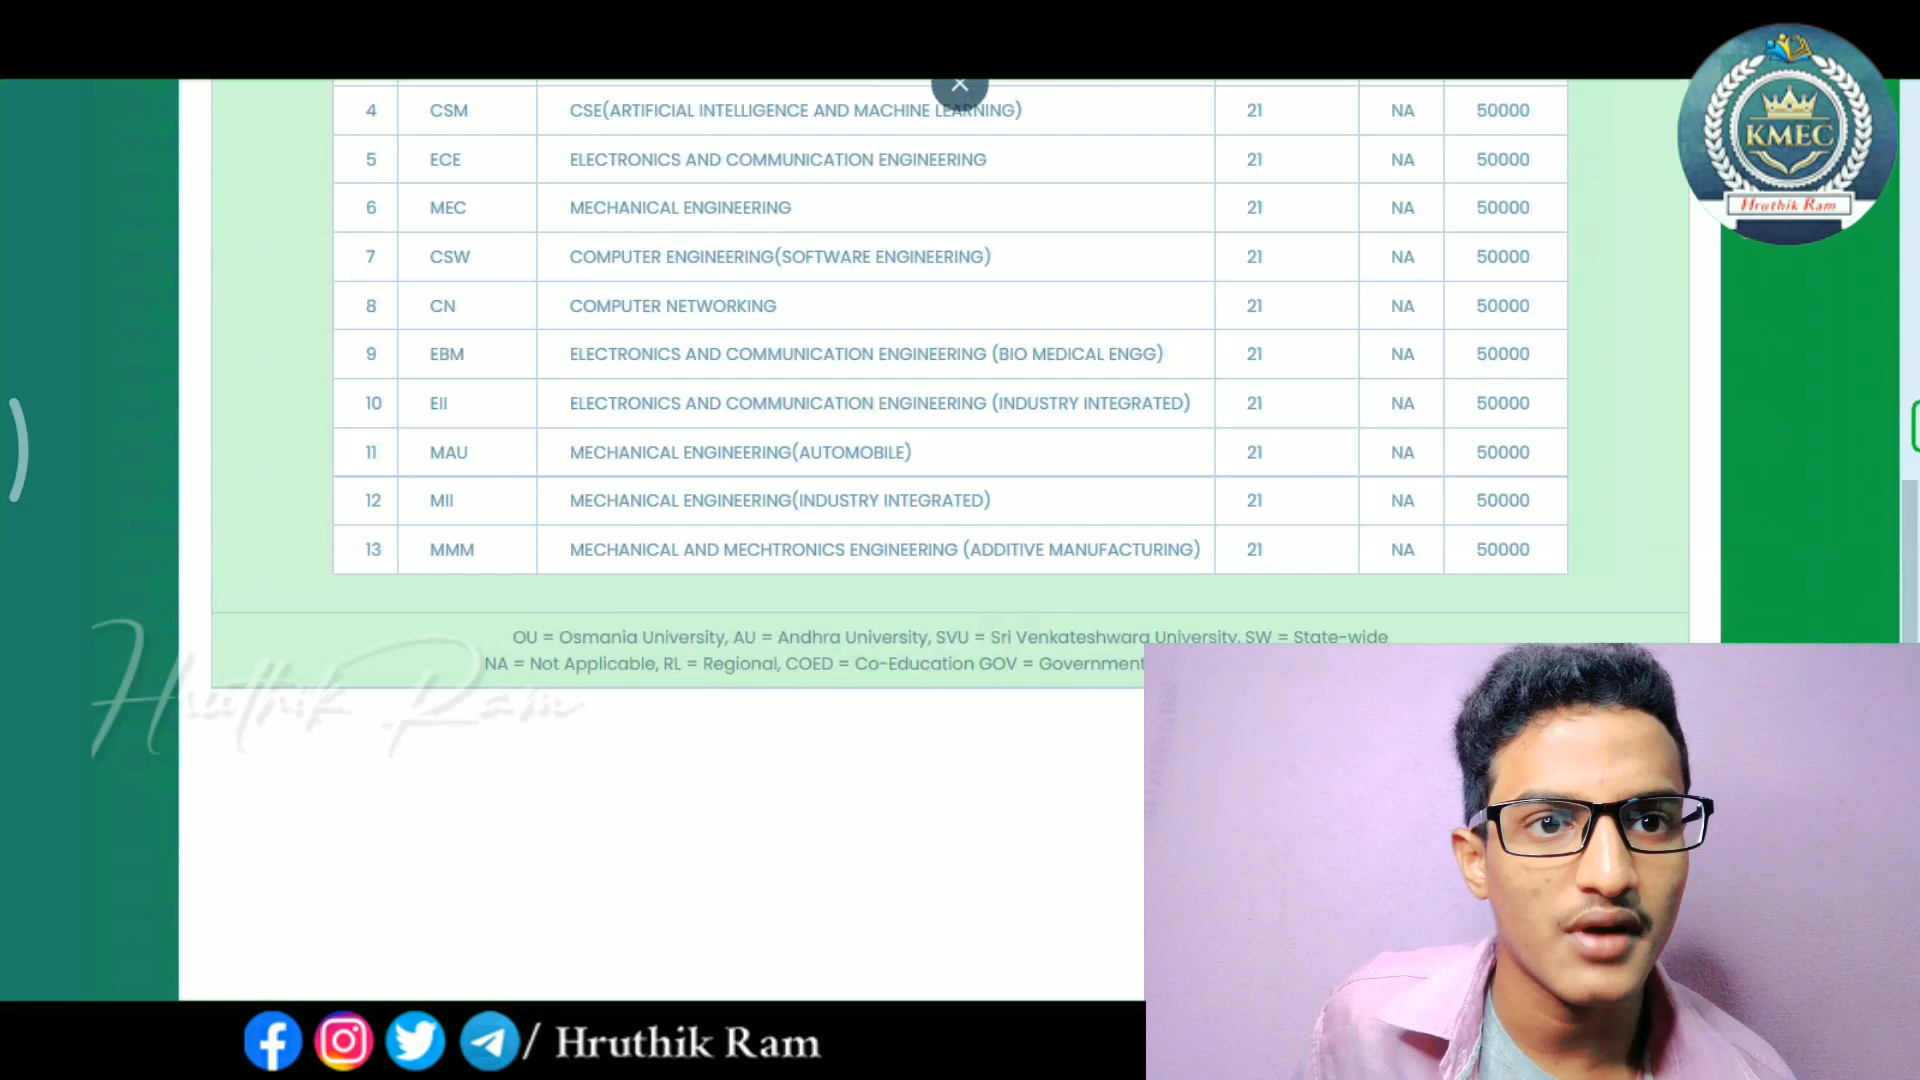 KMEC
Hruthik Ram
4 CSM CSE(ARTIFICIAL INTELLIGENCE AND MACHINE LEARNING) 21 NA 50000
5 ECE ELECTRONICS AND COMMUNICATION ENGINEERING 21 NA 50000
6 MEC MECHANICAL ENGINEERING 21 NA 50000
7 CSW COMPUTER ENGINEERING(SOFTWARE ENGINEERING) 21 NA 50000
8 CN COMPUTER NETWORKING 21 NA 50000
9 EBM ELECTRONICS AND COMMUNICATION ENGINEERING (BIO MEDICAL ENGG) 21 NA 50000
10 EII ELECTRONICS AND COMMUNICATION ENGINEERING (INDUSTRY INTEGRATED) 21 NA 50000
11 MAU MECHANICAL ENGINEERING(AUTOMOBILE) 21 NA 50000
12 MII MECHANICAL ENGINEERING(INDUSTRY INTEGRATED) 21 NA 50000
13 MMM MECHANICAL AND MECHTRONICS ENGINEERING (ADDITIVE MANUFACTURING) 21 NA 50000
OU = Osmania University, AU = Andhra University, SVU = Sri Venkateshwara University, SW = State-wide
NA = Not Applicable, RL = Regional, COED = Co-Education GOV = Government
Hruthik Ram
/ Hruthik Ram